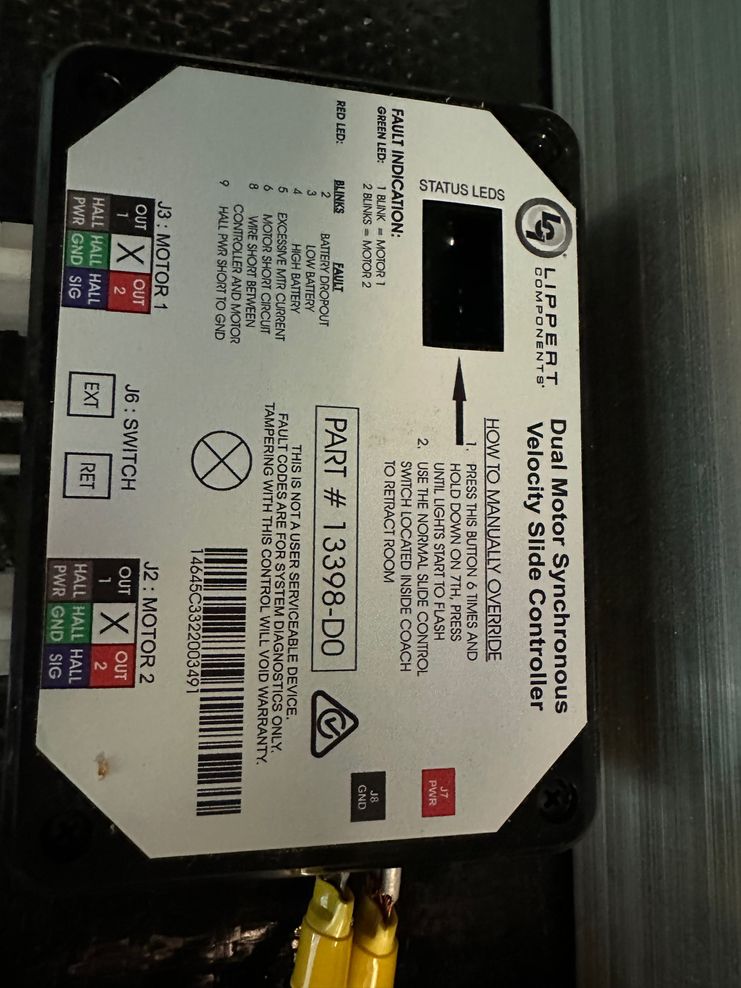 LIPPERT
COMPONENTS
Dual Motor Synchronous
Velocity Slide Controller
STATUS LEDS
HOW TO MANUALLY OVERRIDE
1. PRESS THIS BUTTON 6 TIMES AND
HOLD DOWN ON 7TH, PRESS
UNTIL LIGHTS START TO FLASH
2. USE THE NORMAL SLIDE CONTROL
SWITCH LOCATED INSIDE COACH
TO RETRACT ROOM
J7
PWR
J8
GND
FAULT INDICATION:
GREEN LED: 1 BLINK = MOTOR 1
2 BLINKS = MOTOR 2
RED LED: BLINKS FAULT
2 BATTERY DROPOUT
3 LOW BATTERY
4 HIGH BATTERY
5 EXCESSIVE MTR CURRENT
6 MOTOR SHORT CIRCUIT
8 WIRE SHORT BETWEEN
CONTROLLER AND MOTOR
9 HALL PWR SHORT TO GND
PART # 13398-D0
THIS IS NOT A USER SERVICEABLE DEVICE.
FAULT CODES ARE FOR SYSTEM DIAGNOSTICS ONLY.
TAMPERING WITH THIS CONTROL WILL VOID WARRANTY.
14645C3322003491
J3 : MOTOR 1
OUT 1 X OUT 2
HALL PWR HALL GND HALL SIG
J6 : SWITCH
EXT RET
J2 : MOTOR 2
OUT 1 X OUT 2
HALL PWR HALL GND HALL SIG